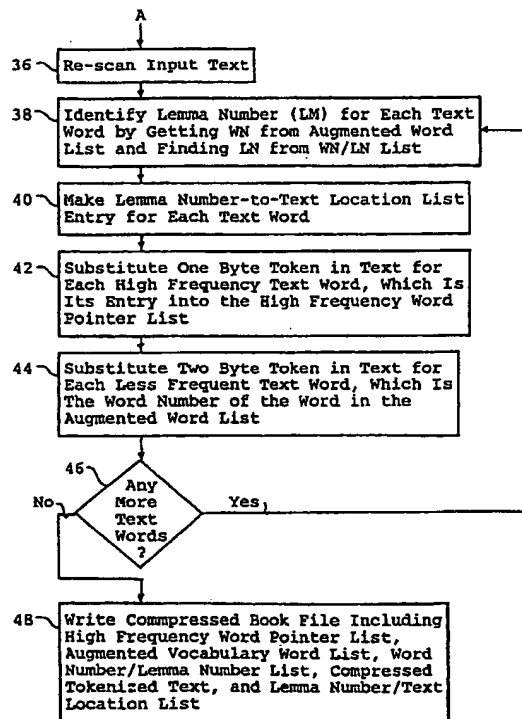 A
36 Re-scan Input Text
38 Identify Lemma Number (LM) for Each Text
Word by Getting WN from Augmented Word
List and Finding LN from WN/LN List
40 Make Lemma Number-to-Text Location List
Entry for Each Text Word
42 Substitute One Byte Token in Text for
Each High Frequency Text Word, Which Is
Its Entry into the High Frequency Word
Pointer List
44 Substitute Two Byte Token in Text for
Each Less Frequent Text Word, Which Is
The Word Number of the Word in the
Augmented Word List
46
Any
More
Text
Words
?
No
Yes
48 Write Commpressed Book File Including
High Frequency Word Pointer List,
Augmented Vocabulary Word List, Word
Number/Lemma Number List, Compressed
Tokenized Text, and Lemma Number/Text
Location List